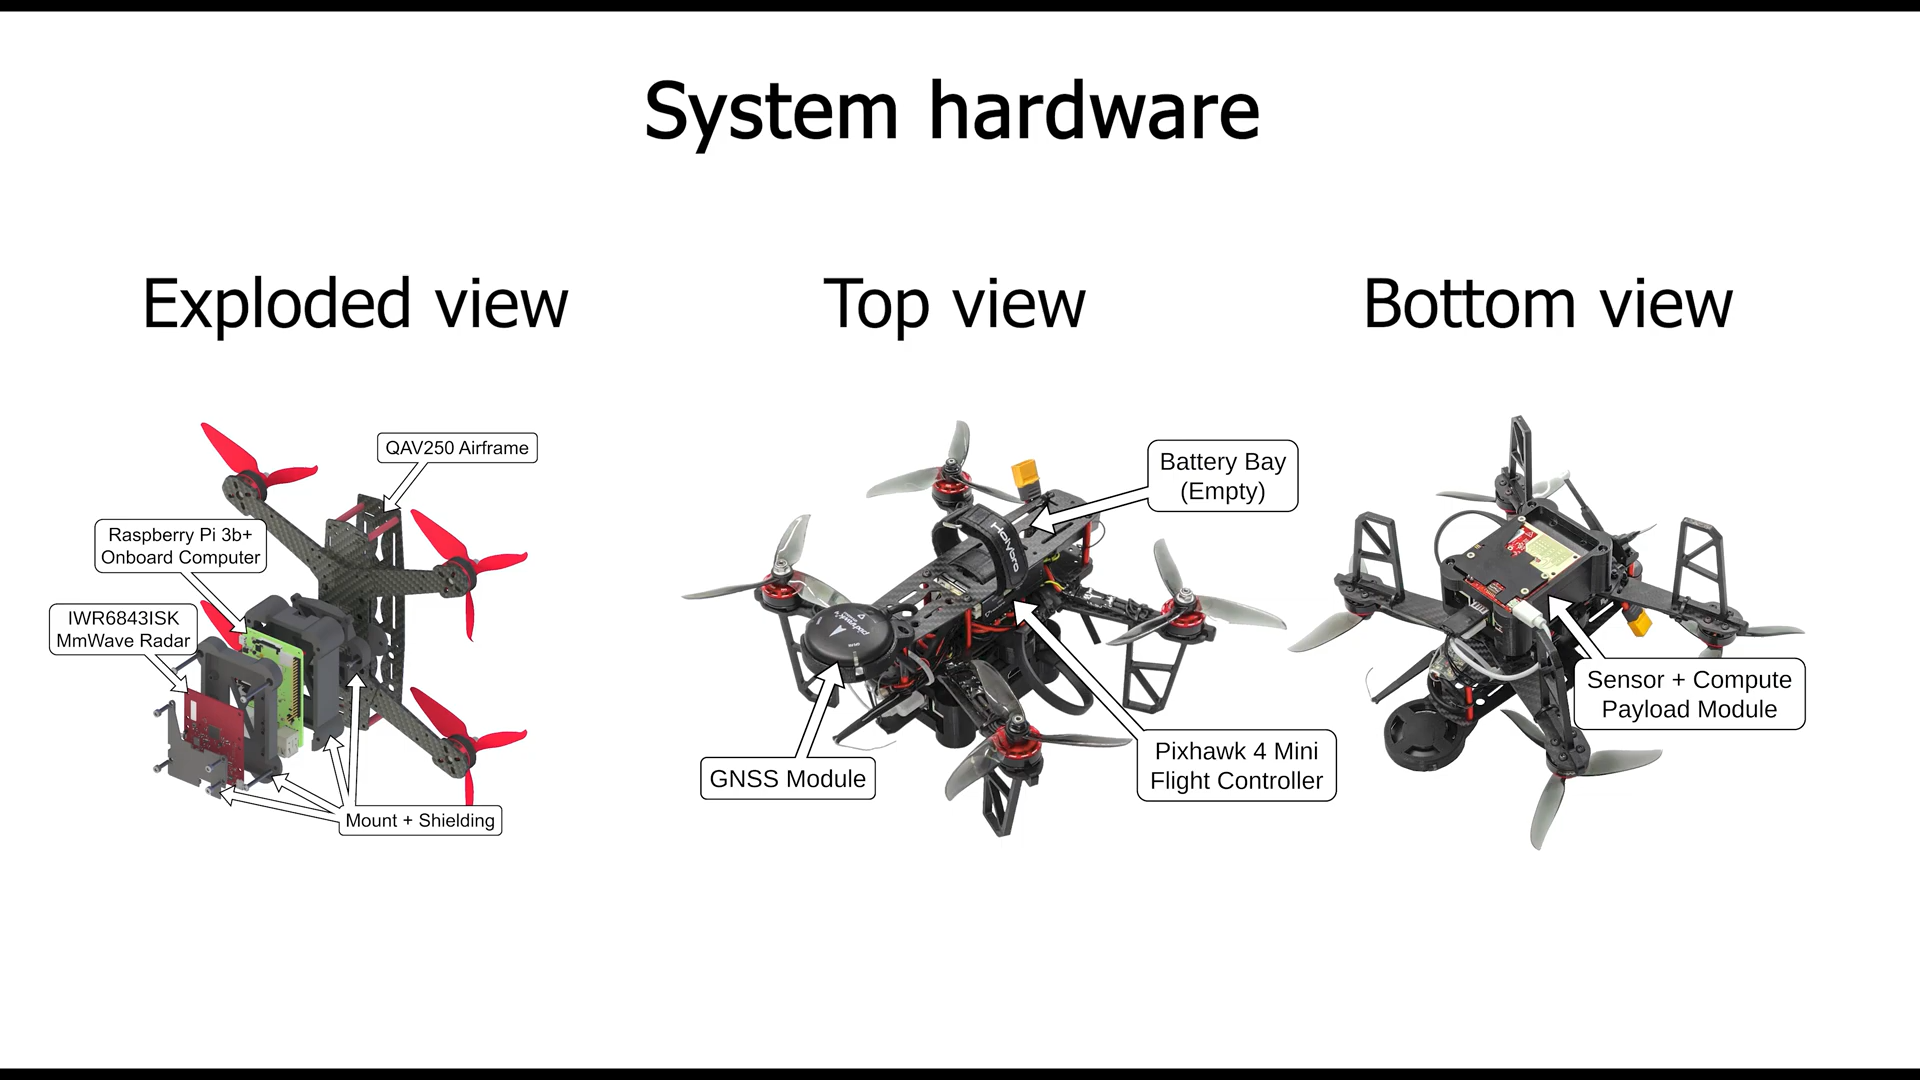 System hardware
Exploded view
Top view
Bottom view
QAV250 Airframe
Raspberry Pi 3b+
Onboard Computer
IWR6843ISK
MmWave Radar
Mount + Shielding
Battery Bay
(Empty)
Holybro
GNSS Module
Pixhawk 4 Mini
Flight Controller
Sensor + Compute
Payload Module